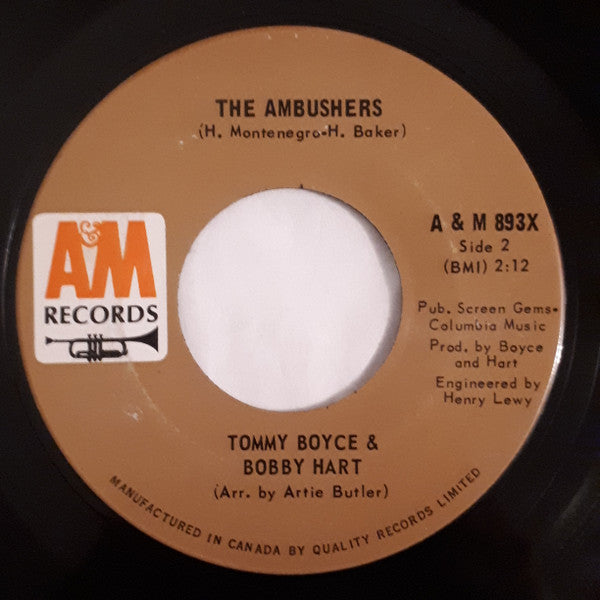 THE AMBUSHERS
(H. Montenegro-H. Baker)
A&M
RECORDS
A & M 893X
Side 2
(BMI) 2:12
Pub. Screen Gems-
Columbia Music
Prod. by Boyce
and Hart
Engineered by
Henry Lewy
TOMMY BOYCE &
BOBBY HART
(Arr. by Artie Butler)
MANUFACTURED IN CANADA BY QUALITY RECORDS LIMITED